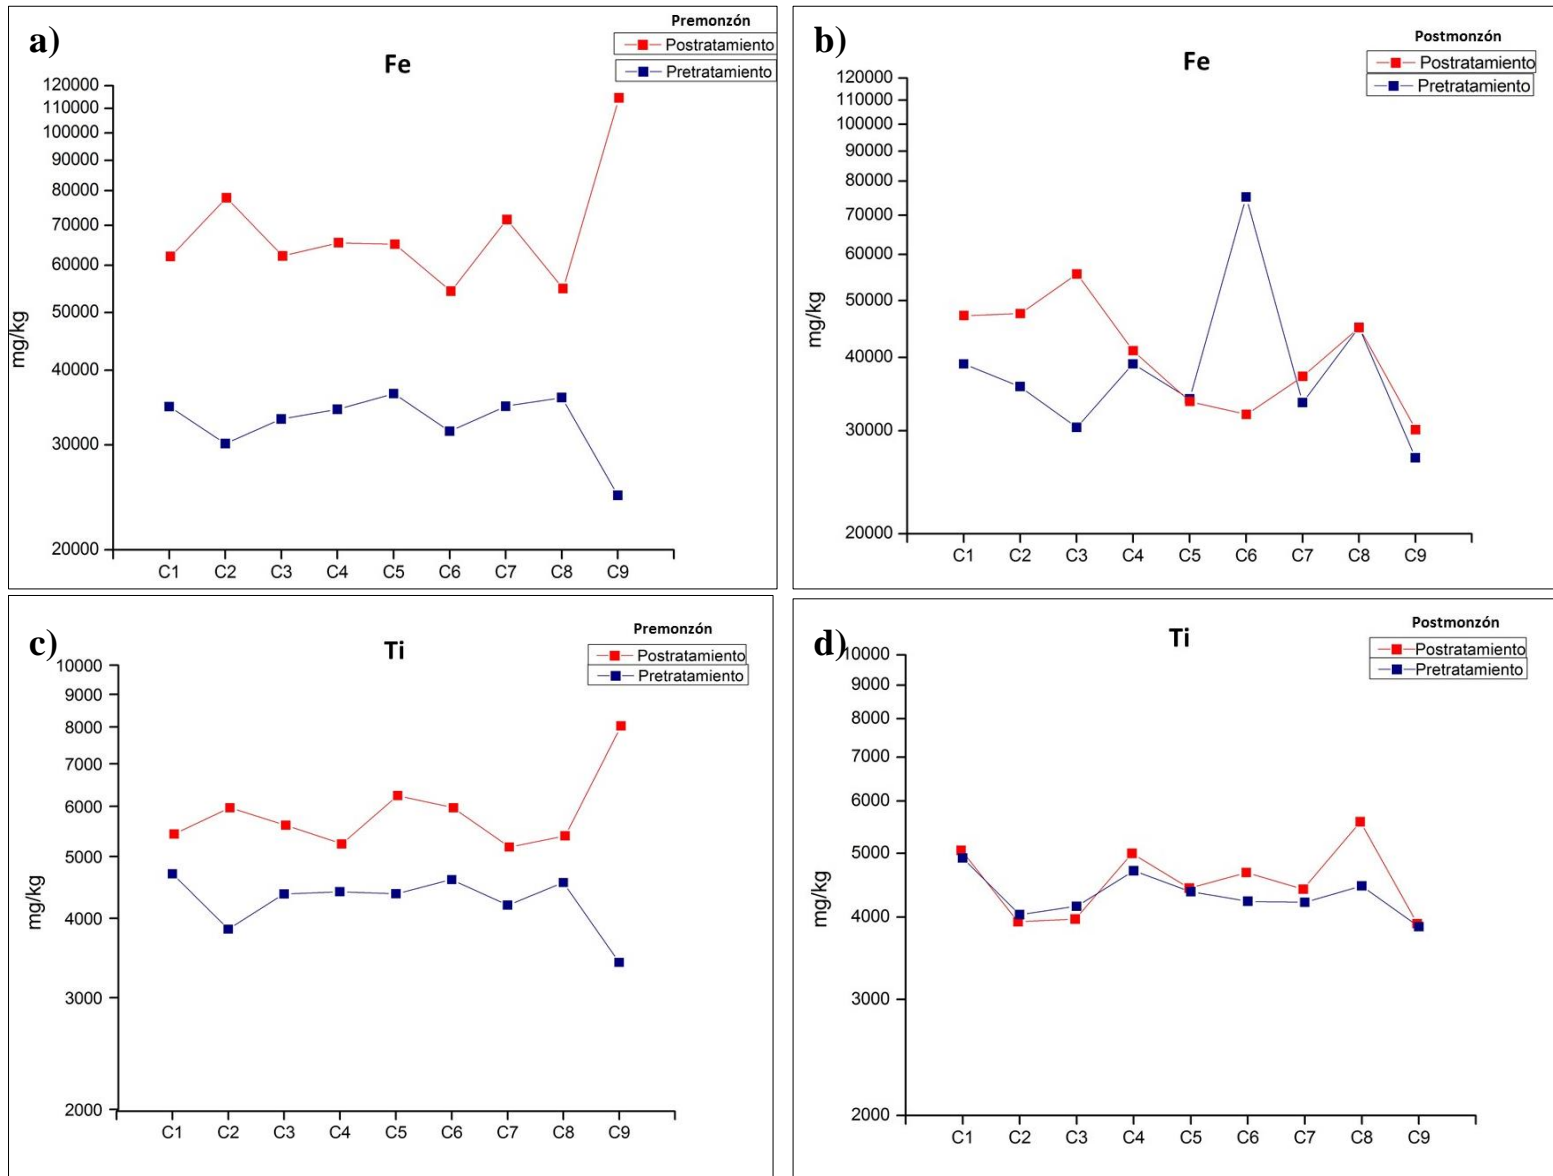 a)
Fe
Premonzón
Postratamiento
Pretratamiento
120000
110000
100000
90000
80000
70000
60000
50000
40000
30000
20000
mg/kg
C1 C2 C3 C4 C5 C6 C7 C8 C9
b)
Fe
Postmonzón
Postratamiento
Pretratamiento
120000
110000
100000
90000
80000
70000
60000
50000
40000
30000
20000
mg/kg
C1 C2 C3 C4 C5 C6 C7 C8 C9
c)
Ti
Premonzón
Postratamiento
Pretratamiento
10000
9000
8000
7000
6000
5000
4000
3000
2000
mg/kg
C1 C2 C3 C4 C5 C6 C7 C8 C9
d)
Ti
Postmonzón
Postratamiento
Pretratamiento
10000
9000
8000
7000
6000
5000
4000
3000
2000
mg/kg
C1 C2 C3 C4 C5 C6 C7 C8 C9